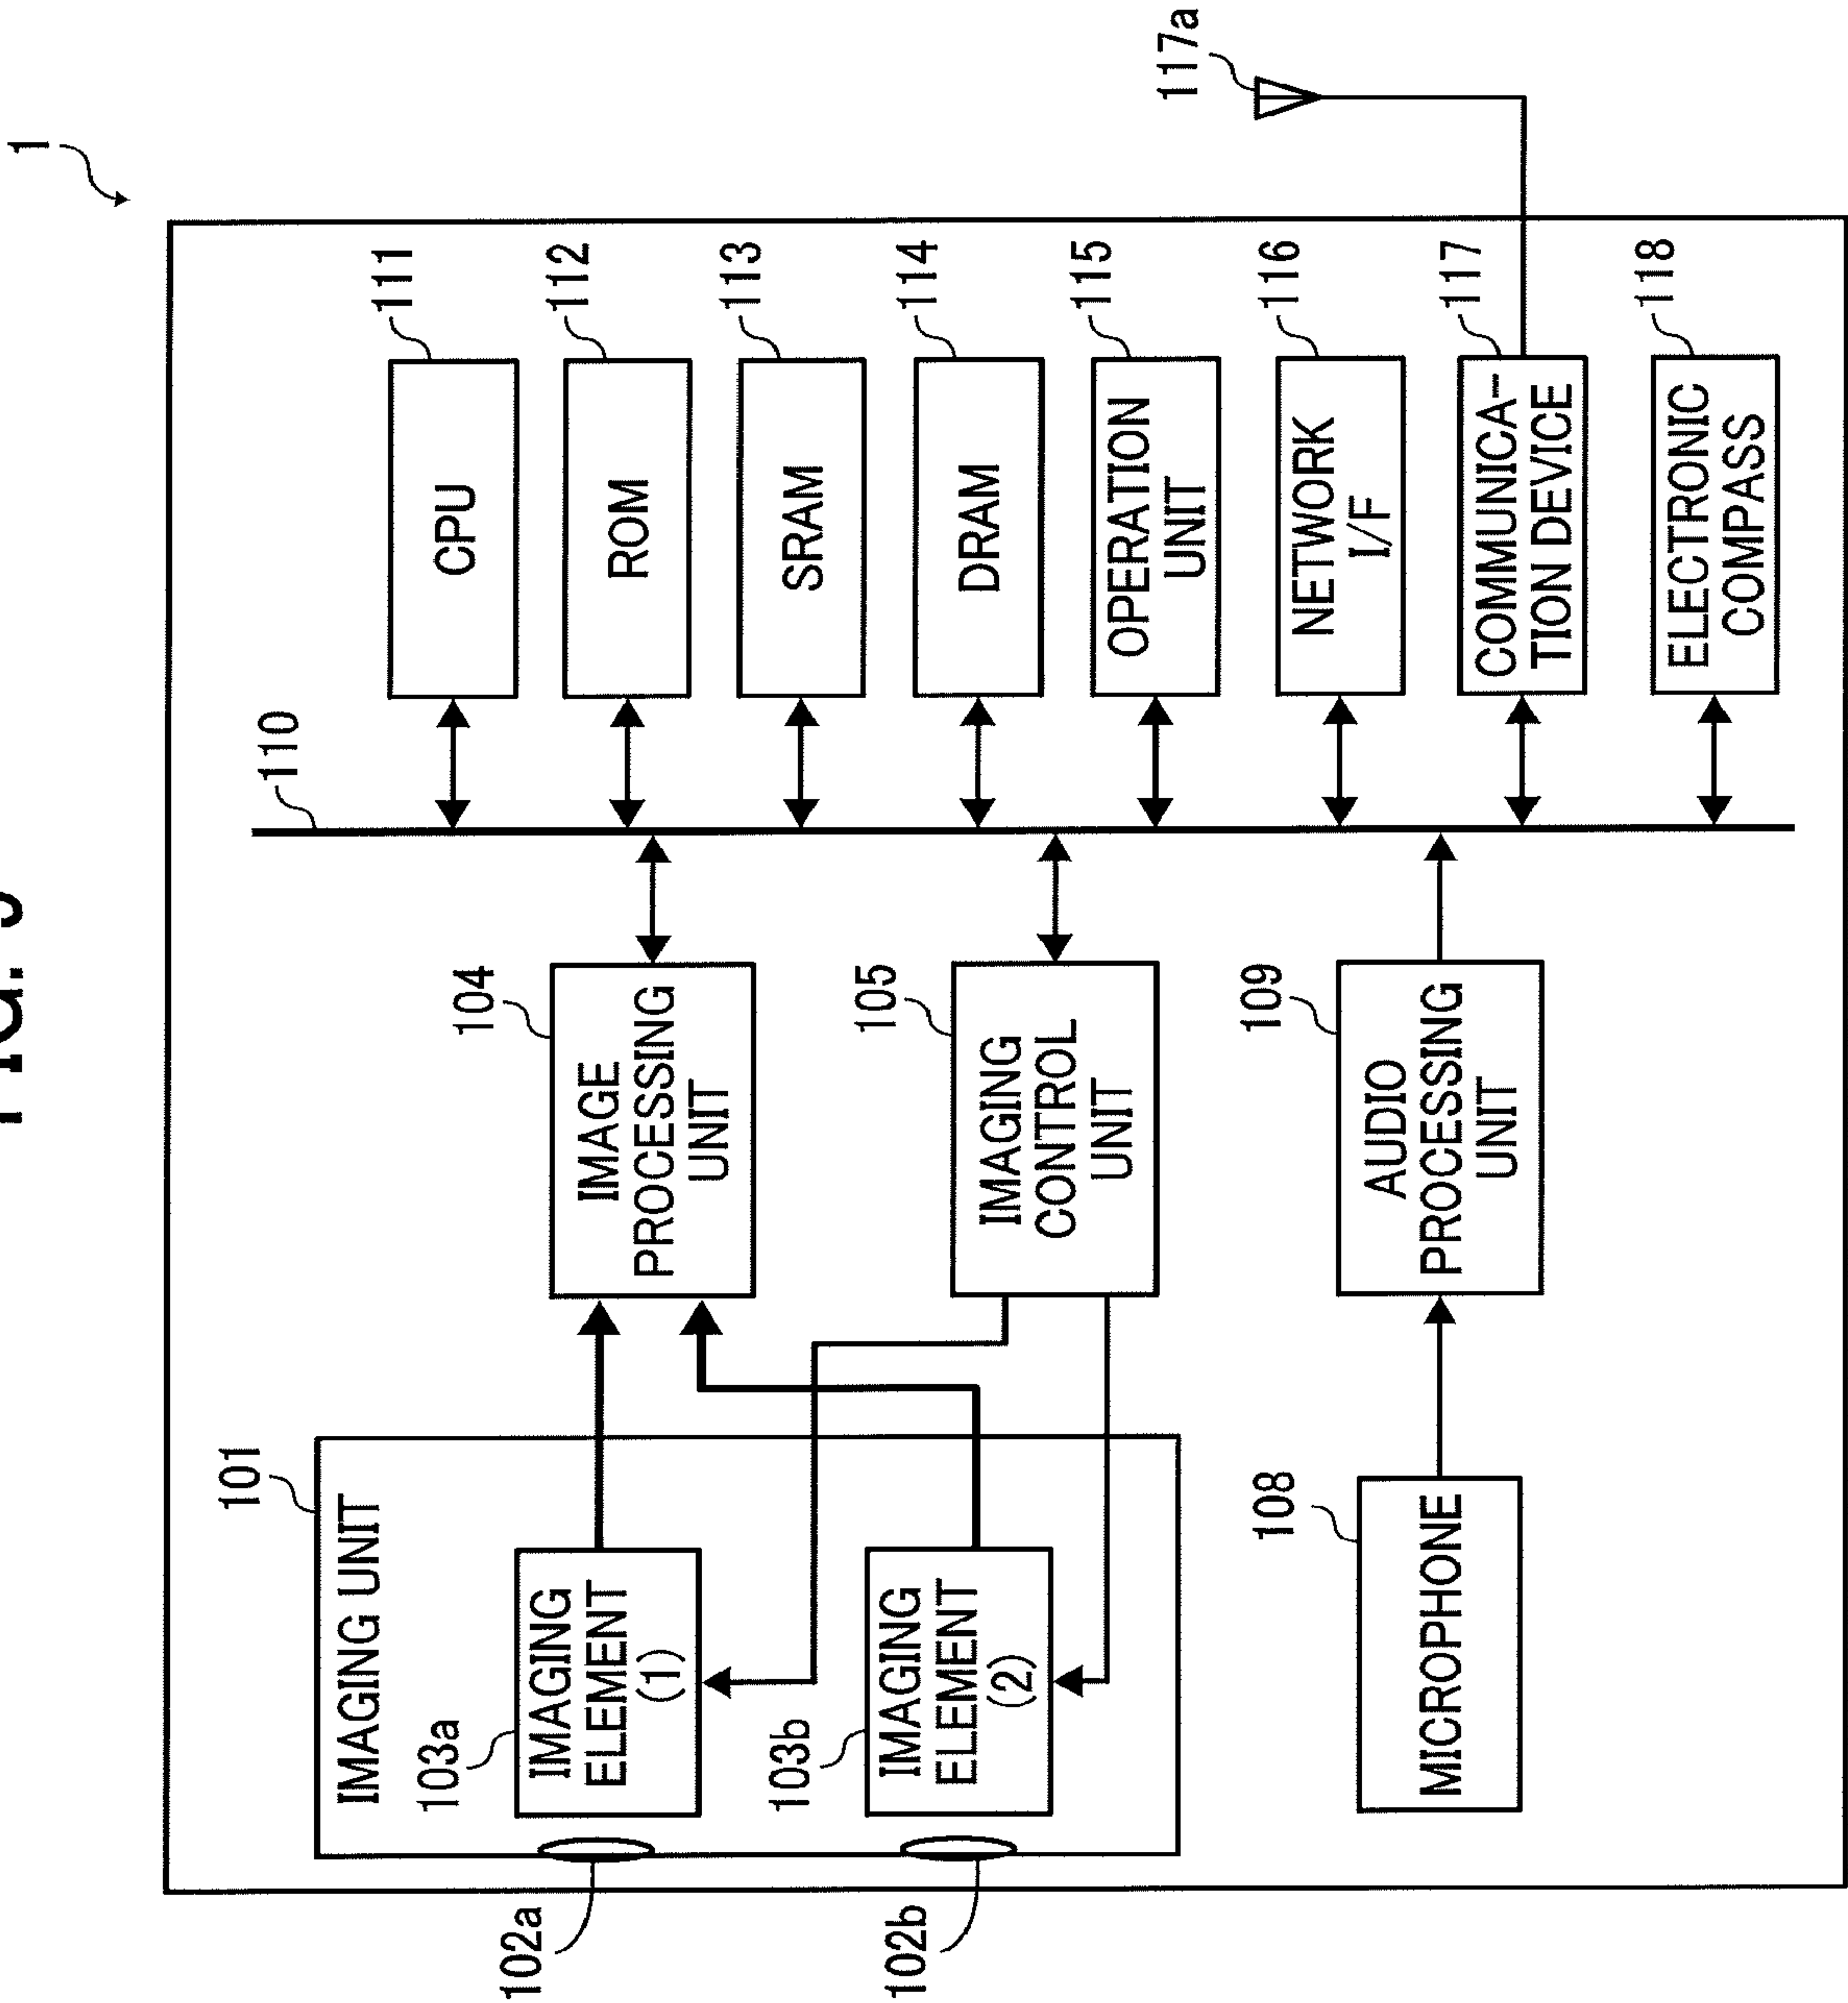 FIG.
1
101
IMAGING UNIT
102a
103a
IMAGING
ELEMENT
(1)
102b
103b
IMAGING
ELEMENT
(2)
104
IMAGE
PROCESSING
UNIT
105
IMAGING
CONTROL
UNIT
108
MICROPHONE
109
AUDIO
PROCESSING
UNIT
110
111
CPU
112
ROM
113
SRAM
114
DRAM
115
OPERATION
UNIT
116
NETWORK
I/F
117
COMMUNICA-
TION DEVICE
117a
118
ELECTRONIC
COMPASS